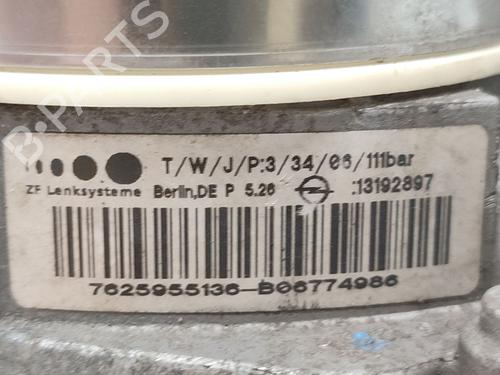 B-PARTS
T/W/J/P:3/34/06/111bar
ZF Lenksysteme Berlin,DE P 5.26 :13192897
7625955136-B06774986